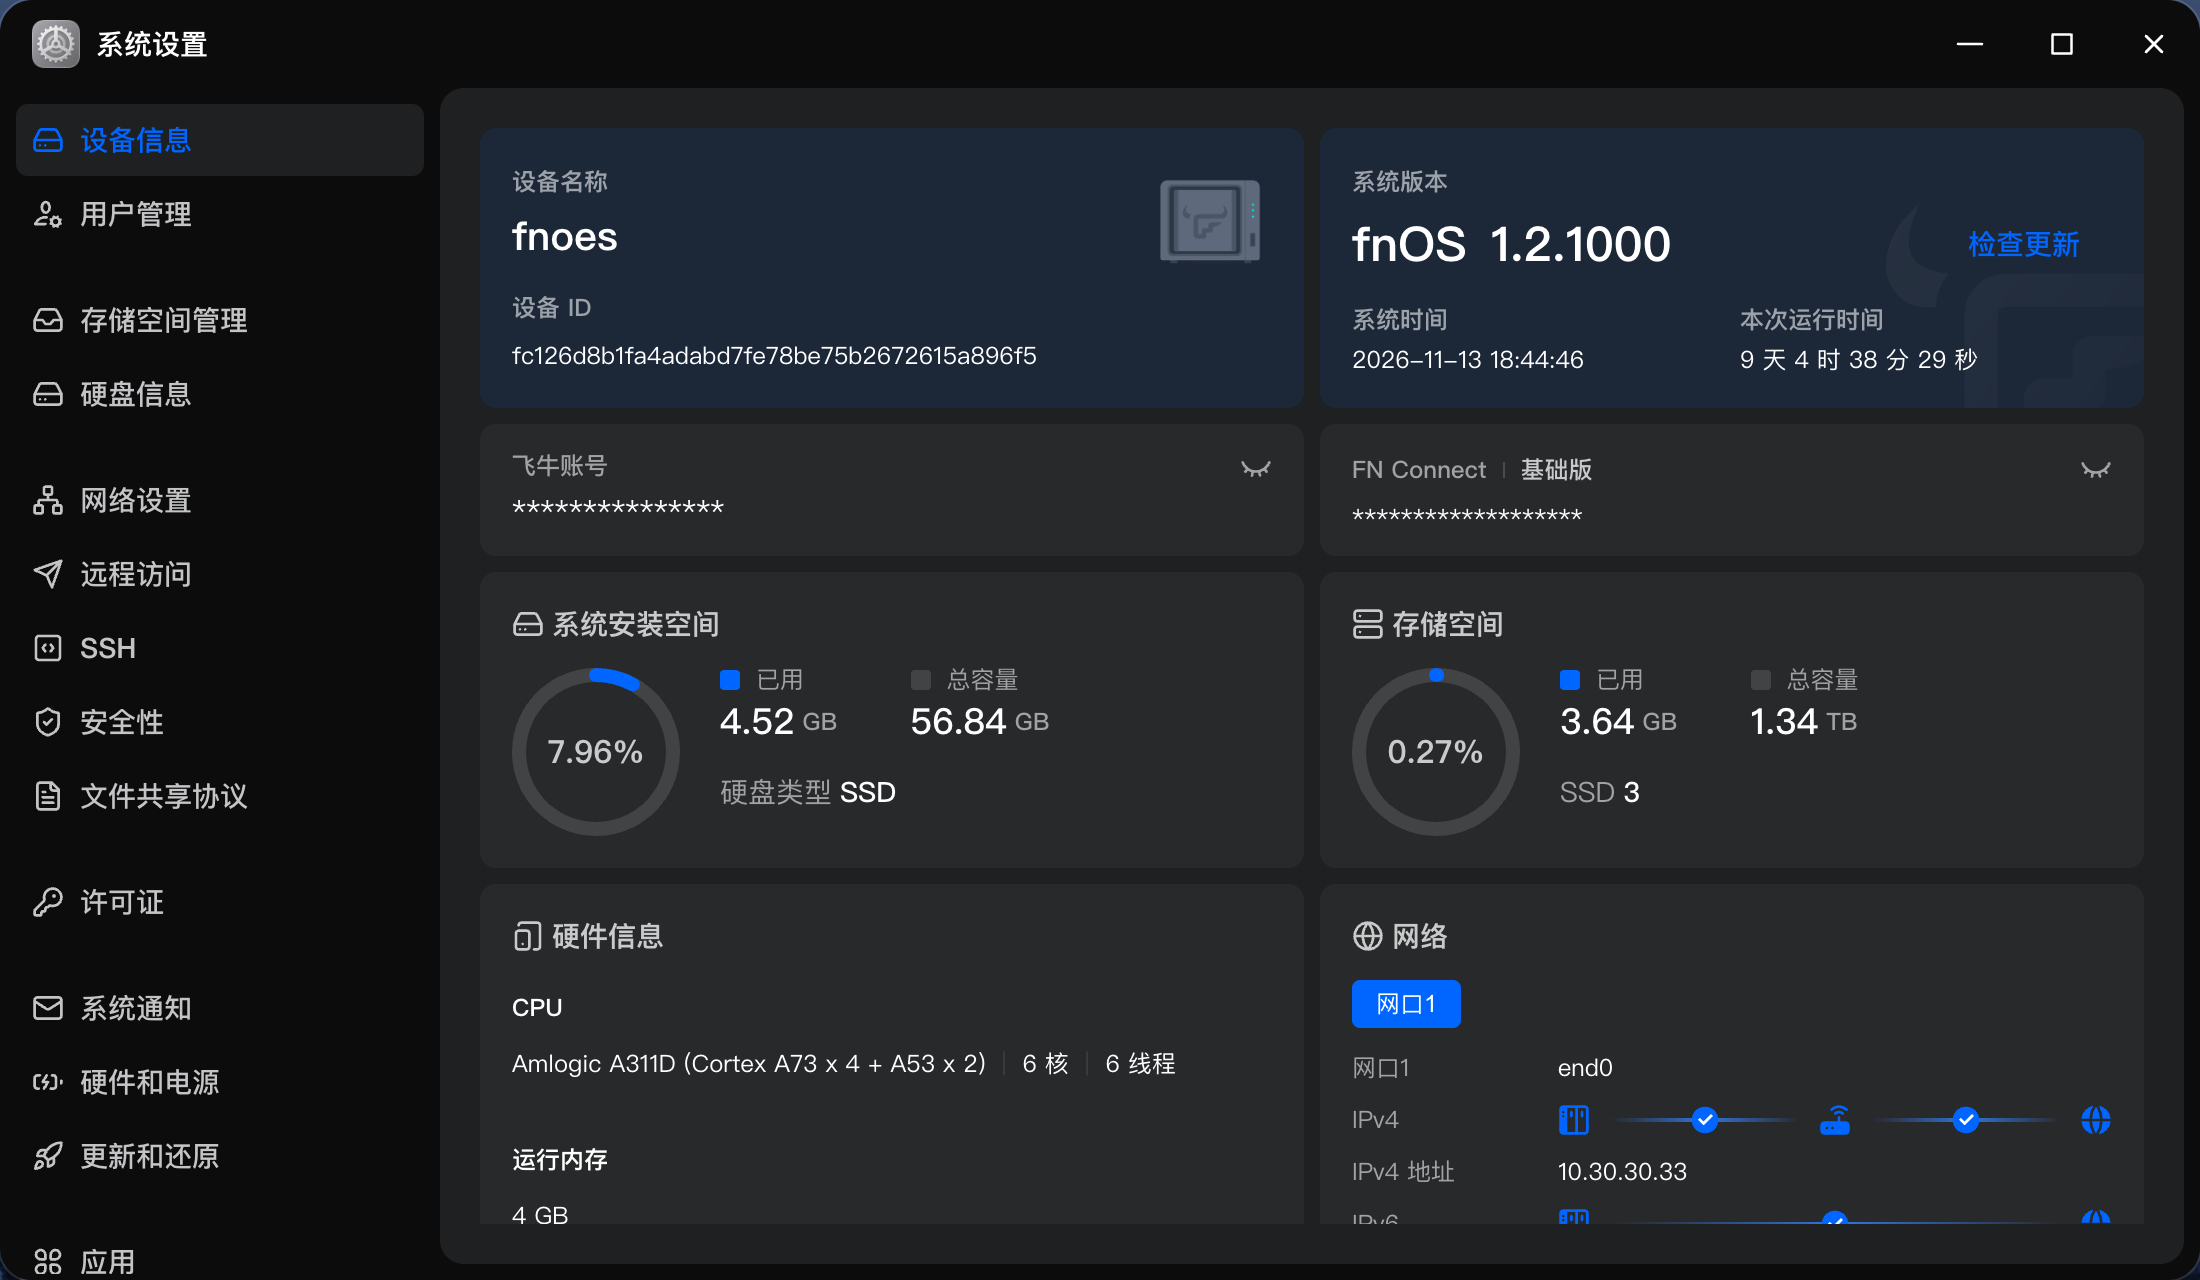 系统设置
设备信息
用户管理
存储空间管理
硬盘信息
网络设置
远程访问
SSH
安全性
文件共享协议
许可证
系统通知
硬件和电源
更新和还原
应用
设备名称
fnoes
设备 ID
fc126d8b1fa4adabd7fe78be75b2672615a896f5
系统版本
fnOS 1.2.1000
检查更新
系统时间
2026-11-13 18:44:46
本次运行时间
9 天 4 时 38 分 29 秒
飞牛账号
***************
FN Connect | 基础版
*******************
系统安装空间
7.96%
已用
4.52 GB
总容量
56.84 GB
硬盘类型 SSD
存储空间
0.27%
已用
3.64 GB
总容量
1.34 TB
SSD 3
硬件信息
CPU
Amlogic A311D (Cortex A73 x 4 + A53 x 2) | 6 核 | 6 线程
运行内存
4 GB
网络
网口1
网口1 end0
IPv4
IPv4 地址 10.30.30.33
IPv6